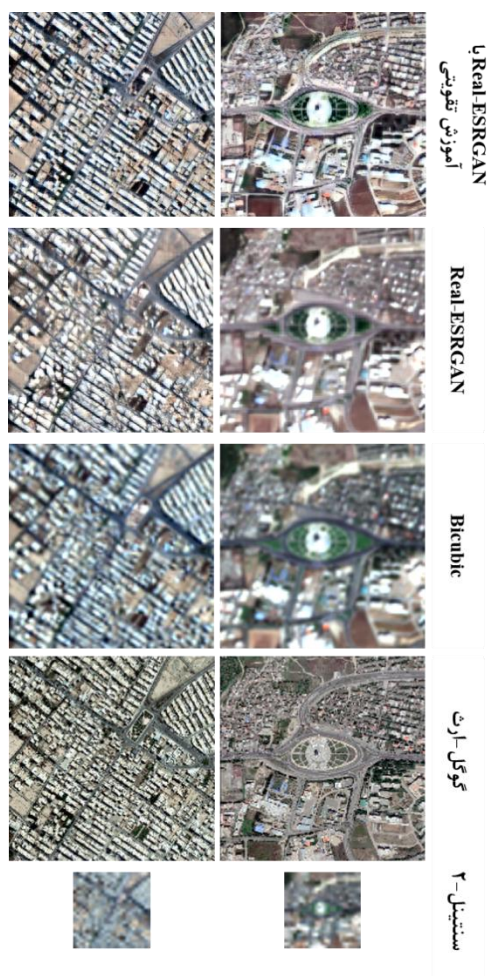 Real-ESRGAN با
آموزش تقویتی
Real-ESRGAN
Bicubic
گوگل-ارث
سنتینل-۲